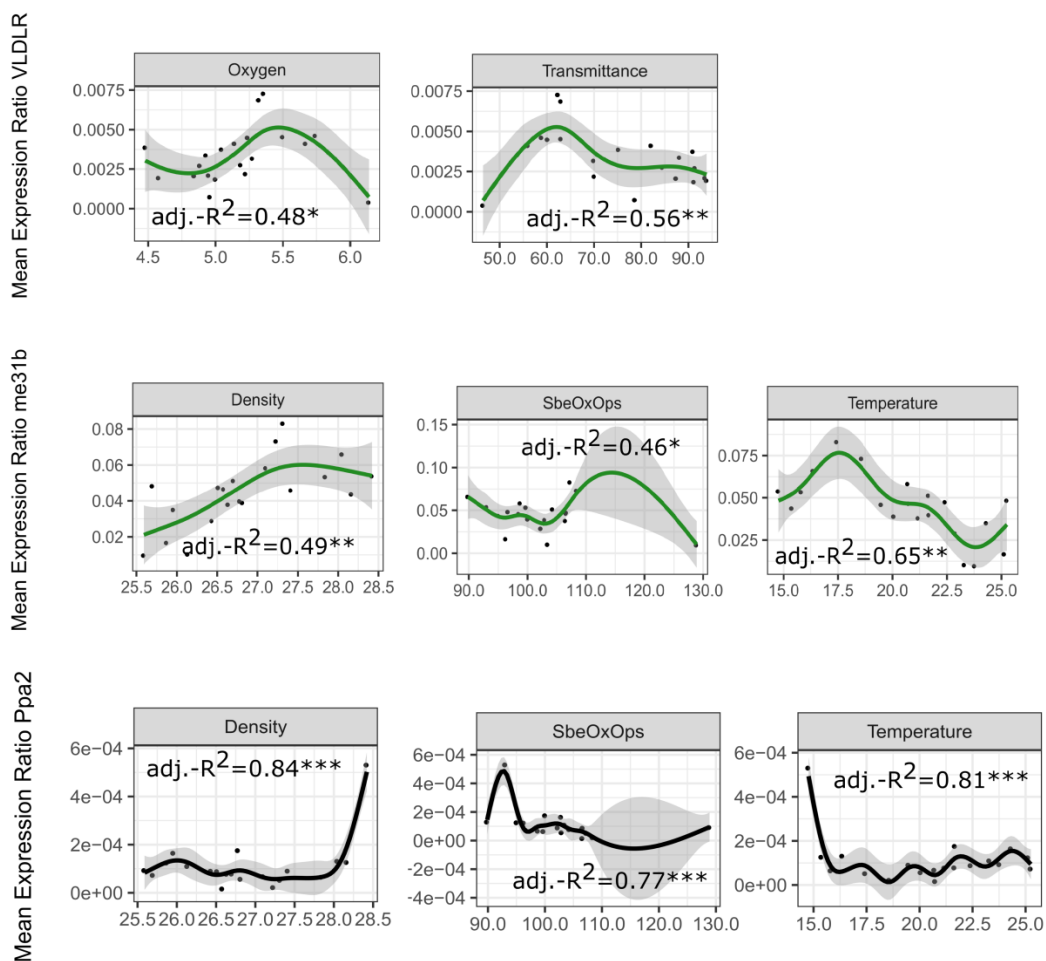 Mean Expression Ratio VLDLR
Oxygen
0.0075
0.0050
0.0025
0.0000
adj.-R2=0.48*
4.5 5.0 5.5 6.0
Transmittance
0.0075
0.0050
0.0025
0.0000
adj.-R2=0.56**
50.0 60.0 70.0 80.0 90.0
Mean Expression Ratio me31b
Density
0.08
0.06
0.04
0.02
adj.-R2=0.49**
25.5 26.0 26.5 27.0 27.5 28.0 28.5
SbeOxOps
0.15
0.10
0.05
0.00
adj.-R2=0.46*
90.0 100.0 110.0 120.0 130.0
Temperature
0.075
0.050
0.025
adj.-R2=0.65**
15.0 17.5 20.0 22.5 25.0
Mean Expression Ratio Ppa2
Density
6e−04
4e−04
2e−04
0e+00
adj.-R2=0.84***
25.5 26.0 26.5 27.0 27.5 28.0 28.5
SbeOxOps
6e−04
4e−04
2e−04
0e+00
−2e−04
−4e−04
adj.-R2=0.77***
90.0 100.0 110.0 120.0 130.0
Temperature
6e−04
4e−04
2e−04
0e+00
adj.-R2=0.81***
15.0 17.5 20.0 22.5 25.0